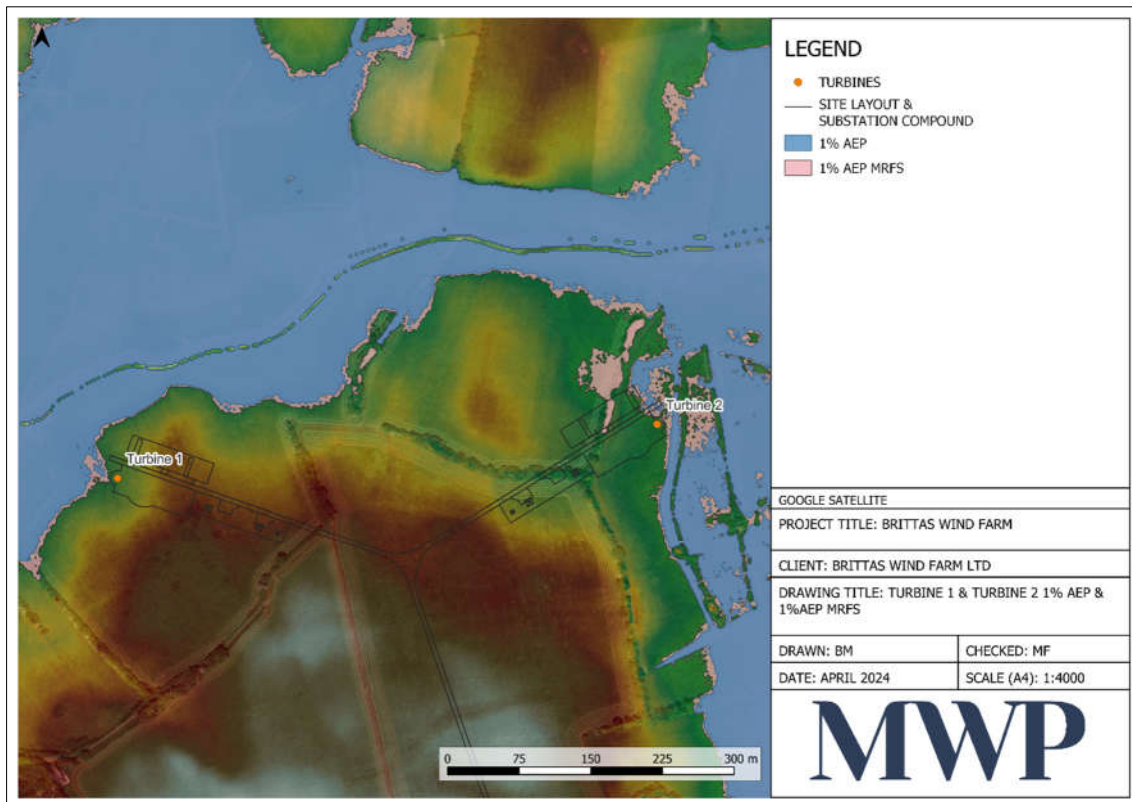 LEGEND
TURBINES
SITE LAYOUT &
SUBSTATION COMPOUND
1% AEP
1% AEP MRFS
Turbine 1
Turbine 2
0 75 150 225 300 m
GOOGLE SATELLITE
PROJECT TITLE: BRITTAS WIND FARM
CLIENT: BRITTAS WIND FARM LTD
DRAWING TITLE: TURBINE 1 & TURBINE 2 1% AEP &
1%AEP MRFS
DRAWN: BM
CHECKED: MF
DATE: APRIL 2024
SCALE (A4): 1:4000
MWP